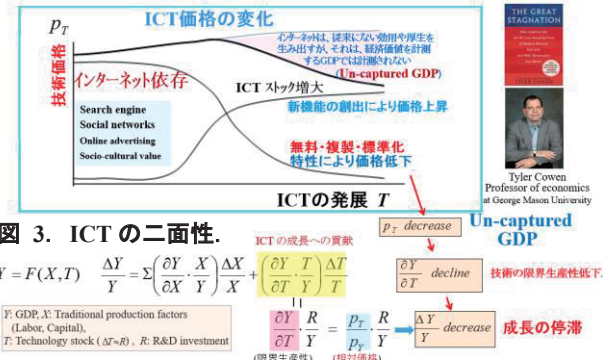 ICT価格の変化
p_T
技術価格
インターネットは、従来にない効用や厚生を
生み出すが、それは、経済価値を計測
するGDPでは計測されない
(Un-captured GDP)
インターネット依存
ICT ストック増大
Search engine
Social networks
Online advertising
Socio-cultural value
新機能の創出により価格上昇
無料・複製・標準化
特性により価格低下
ICTの発展 T
THE GREAT
STAGNATION
Tyler Cowen
Professor of economics
at George Mason University
図 3. ICT の二面性.
p_T decrease
Un-captured
GDP
ICT の成長への貢献
Y = F(X,T) ΔY/Y = Σ(∂Y/∂X · X/Y) ΔX/X + (∂Y/∂T · T/Y) ΔT/T
∂Y/∂T decline
技術の限界生産性低下
Y: GDP, X: Traditional production factors
(Labor, Capital),
T: Technology stock (ΔT≈R) , R: R&D investment
∂Y/∂T · R/Y = p_T/p_Y · R/Y
ΔY/Y decrease
成長の停滞
(限界生産性) (相対価格)